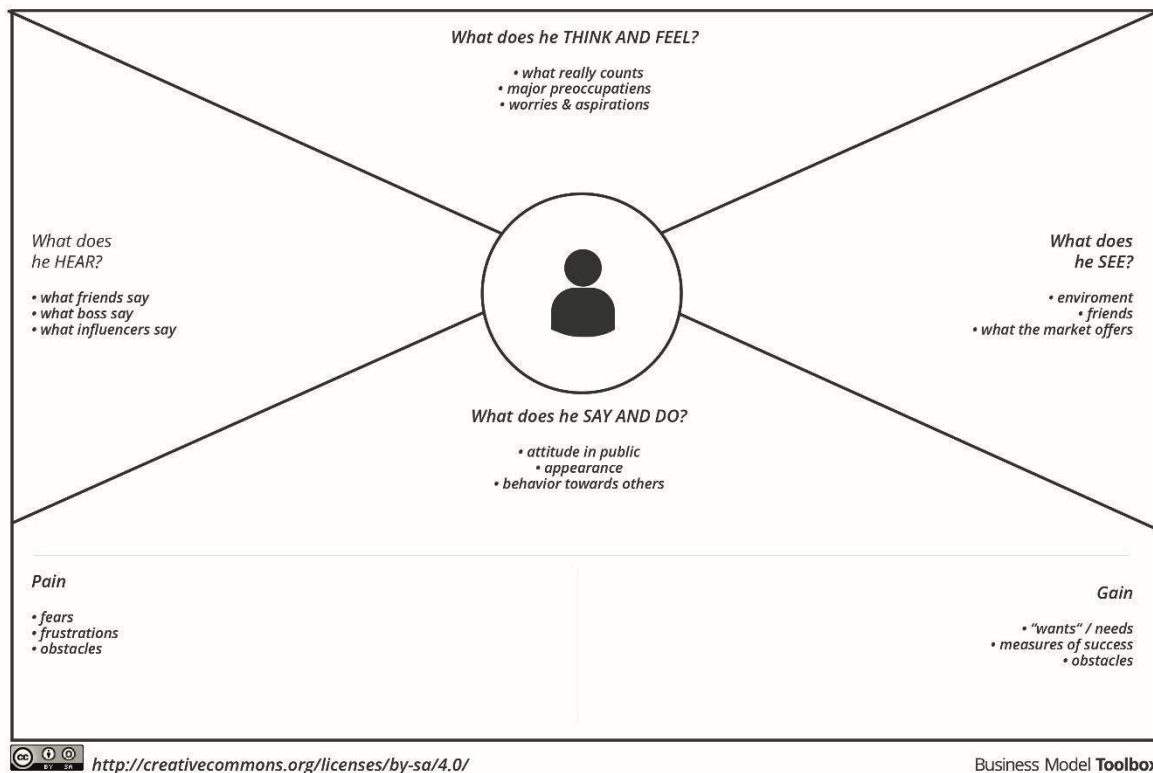 What does he THINK AND FEEL?
• what really counts
• major preoccupatiens
• worries & aspirations
What does
he HEAR?
• what friends say
• what boss say
• what influencers say
What does
he SEE?
• enviroment
• friends
• what the market offers
What does he SAY AND DO?
• attitude in public
• appearance
• behavior towards others
Pain
• fears
• frustrations
• obstacles
Gain
• “wants“ / needs
• measures of success
• obstacles
cc BY SA
http://creativecommons.org/licenses/by-sa/4.0/
Business Model Toolbox